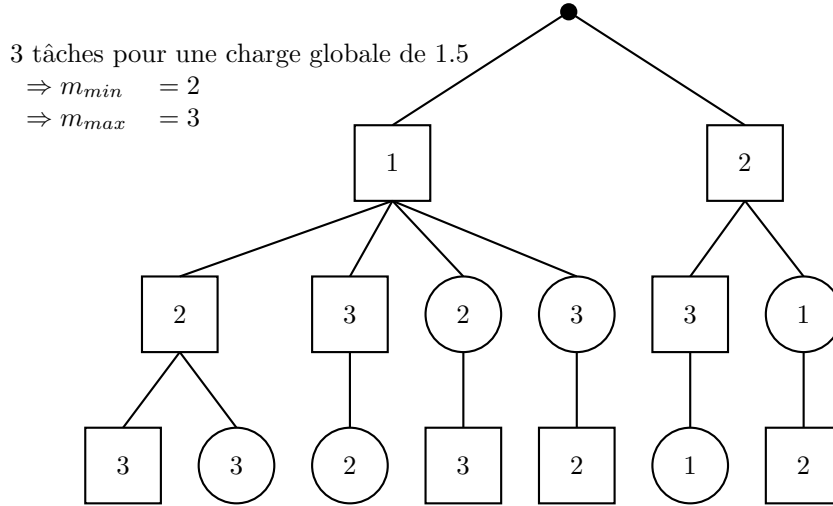 3 tâches pour une charge globale de 1.5
⇒ m_min = 2
⇒ m_max = 3
1 2
2 3 2 3 3 1
3 3 2 3 2 1 2